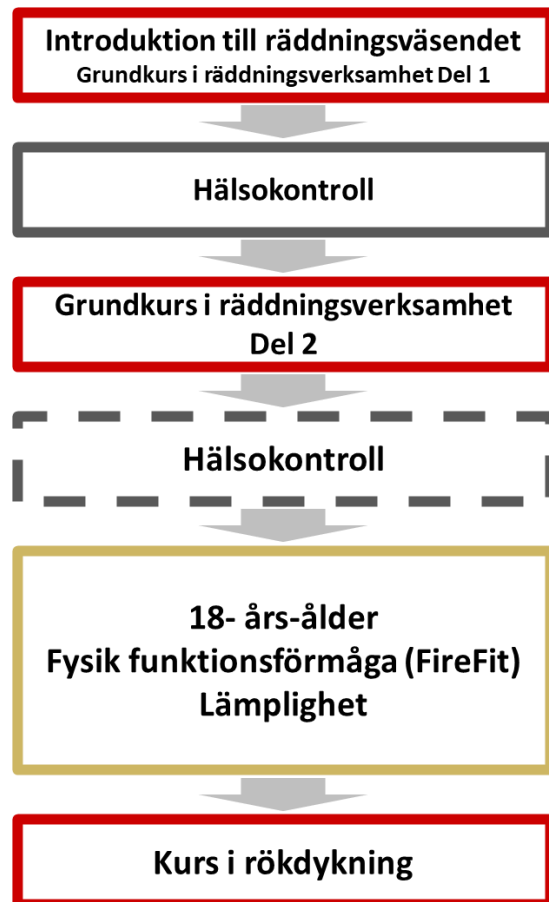 Introduktion till räddningsväsendet
Grundkurs i räddningsverksamhet Del 1
Hälsokontroll
Grundkurs i räddningsverksamhet
Del 2
Hälsokontroll
18- års-ålder
Fysik funktionsförmåga (FireFit)
Lämplighet
Kurs i rökdykning